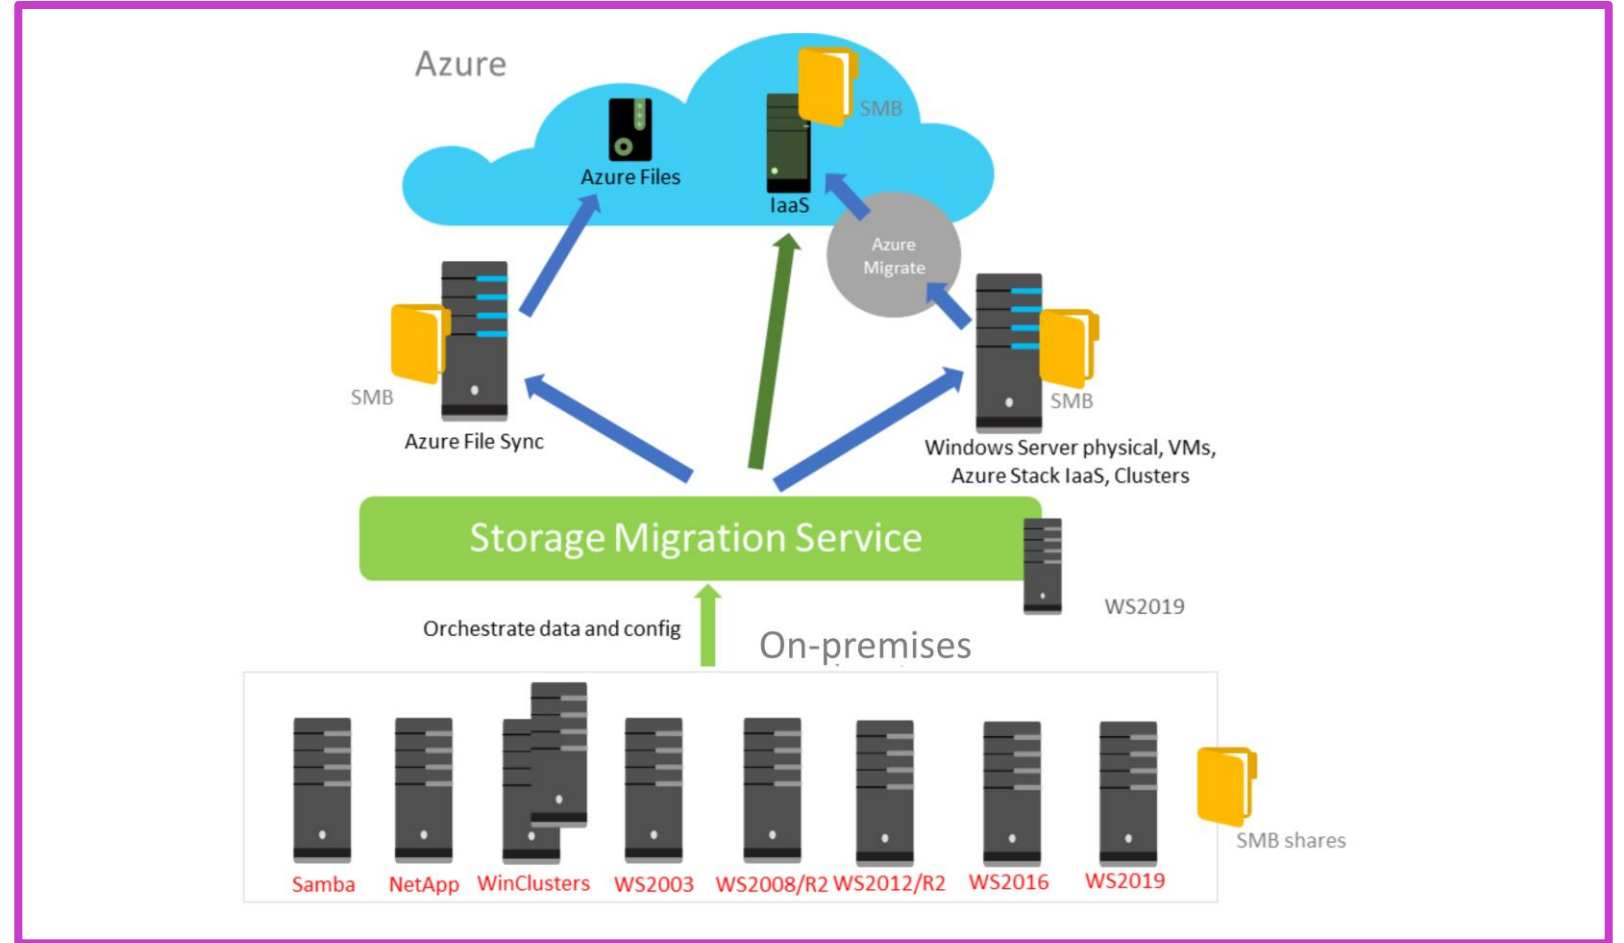 Azure
SMB
Azure Files
IaaS
Azure
Migrate
SMB
SMB
Azure File Sync
Windows Server physical, VMs,
Azure Stack IaaS, Clusters
Storage Migration Service
WS2019
Orchestrate data and config
On-premises
SMB shares
Samba
NetApp
WinClusters
WS2003
WS2008/R2
WS2012/R2
WS2016
WS2019